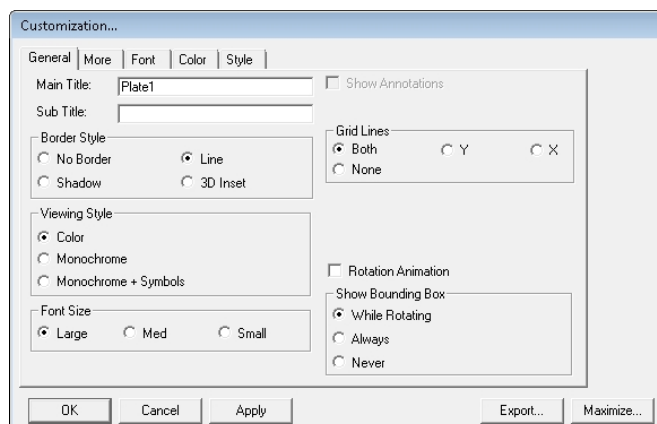 Customization...
General More Font Color Style
Main Title: Plate1
Sub Title:
Show Annotations
Border Style
No Border Line
Shadow 3D Inset
Grid Lines
Both Y X
None
Viewing Style
Color
Monochrome
Monochrome + Symbols
Rotation Animation
Show Bounding Box
While Rotating
Always
Never
Font Size
Large Med Small
OK Cancel Apply Export... Maximize...